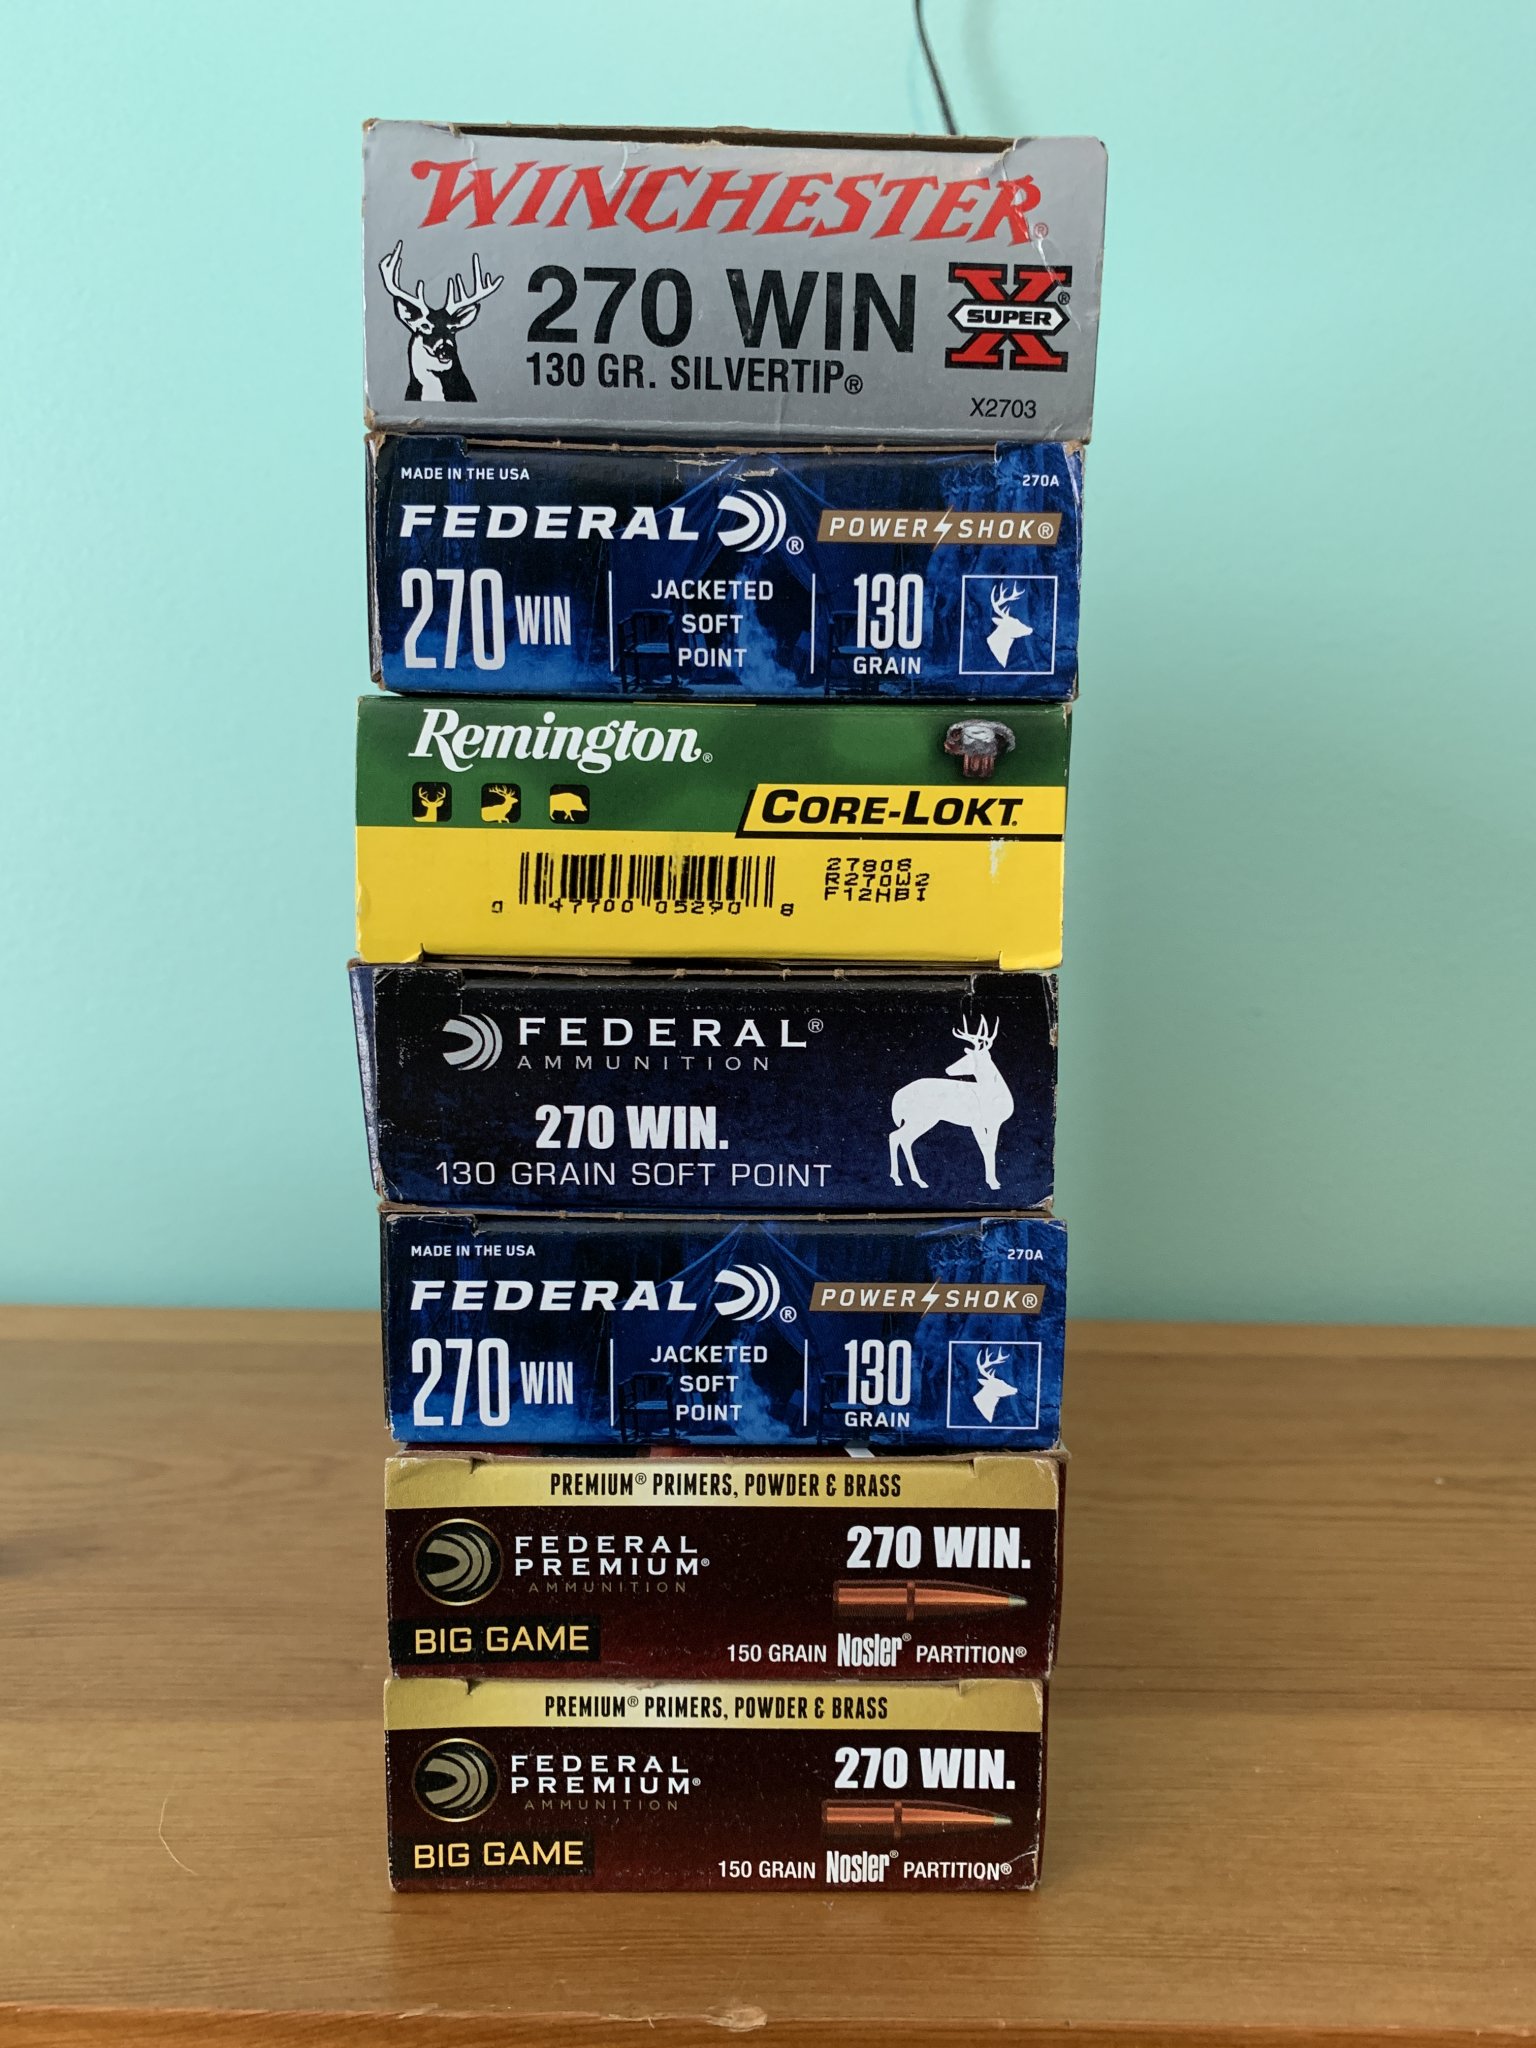 WINCHESTER®
270 WIN
SUPER X®
130 GR. SILVERTIP®
X2703
MADE IN THE USA 270A
FEDERAL® POWER SHOK®
270 WIN JACKETED SOFT POINT 130 GRAIN
Remington®
CORE-LOKT®
27808
R270W2
F12HBI
0 47700 05290 8
FEDERAL®
AMMUNITION
270 WIN.
130 GRAIN SOFT POINT
MADE IN THE USA 270A
FEDERAL® POWER SHOK®
270 WIN JACKETED SOFT POINT 130 GRAIN
PREMIUM® PRIMERS, POWDER & BRASS
FEDERAL
PREMIUM®
AMMUNITION
270 WIN.
BIG GAME
150 GRAIN Nosler® PARTITION®
PREMIUM® PRIMERS, POWDER & BRASS
FEDERAL
PREMIUM®
AMMUNITION
270 WIN.
BIG GAME
150 GRAIN Nosler® PARTITION®